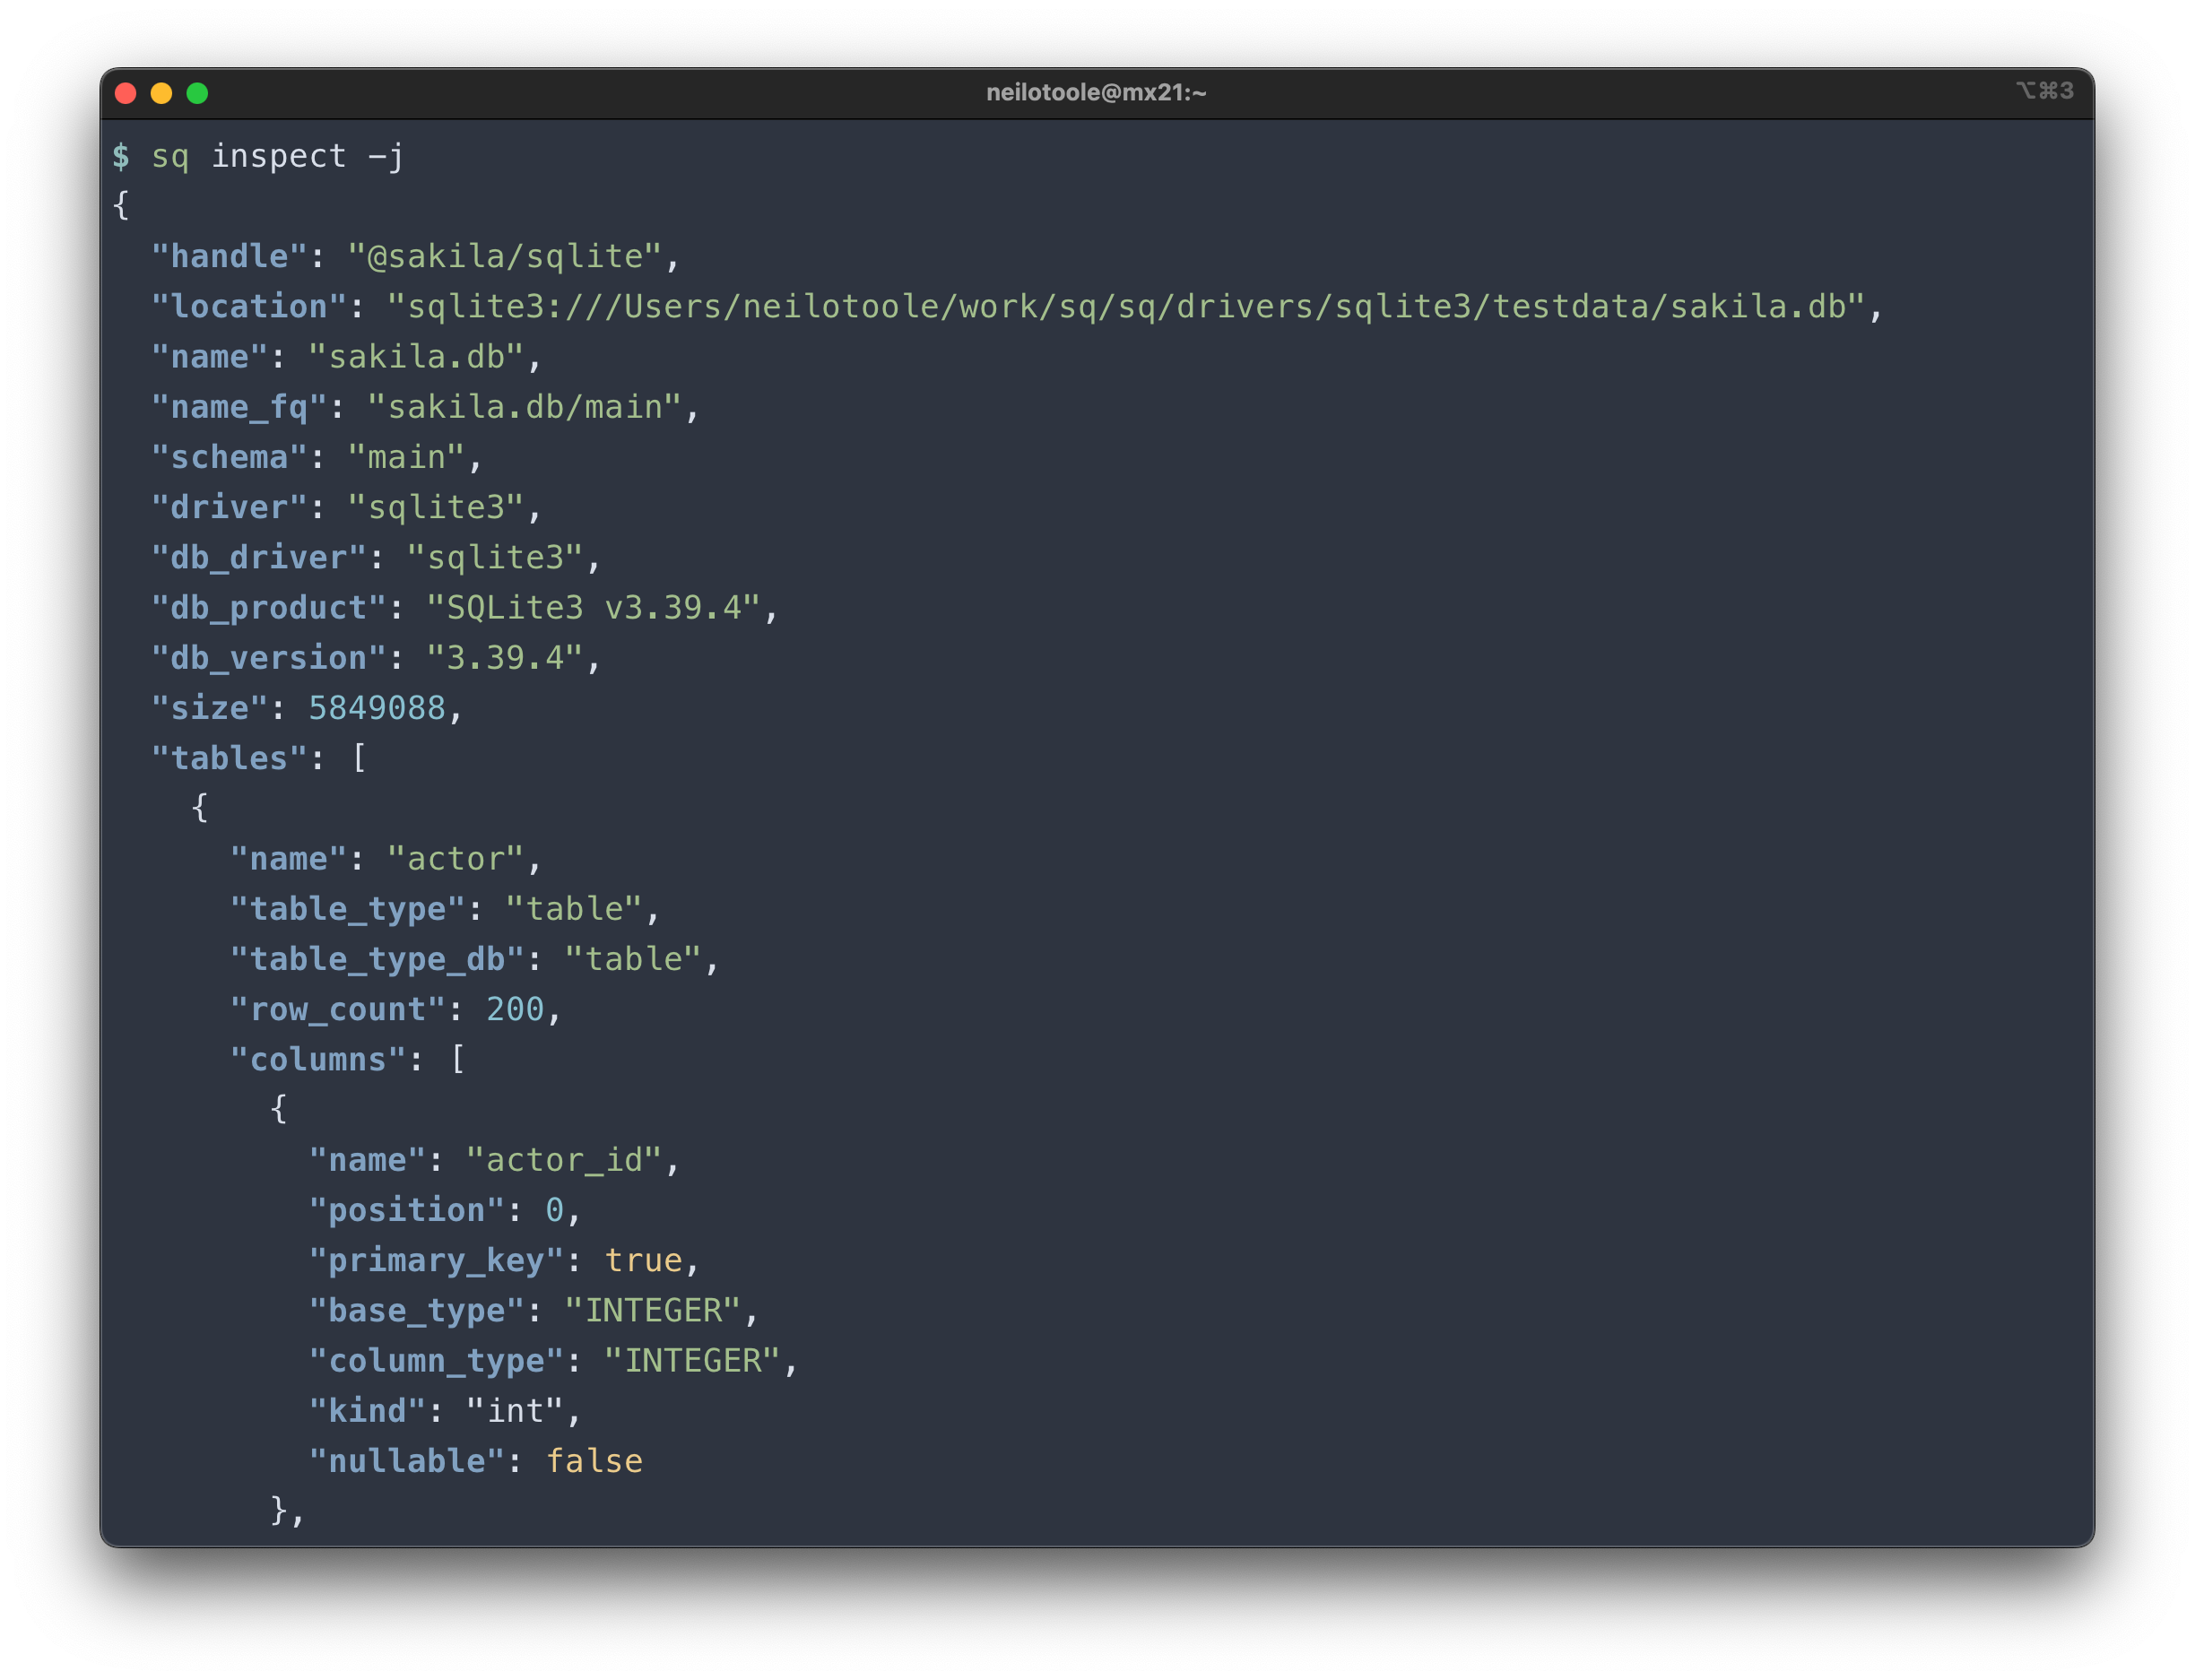 neilotoole@mx21:~
⌥⌘3
$ sq inspect -j
{
  "handle": "@sakila/sqlite",
  "location": "sqlite3:///Users/neilotoole/work/sq/sq/drivers/sqlite3/testdata/sakila.db",
  "name": "sakila.db",
  "name_fq": "sakila.db/main",
  "schema": "main",
  "driver": "sqlite3",
  "db_driver": "sqlite3",
  "db_product": "SQLite3 v3.39.4",
  "db_version": "3.39.4",
  "size": 5849088,
  "tables": [
    {
      "name": "actor",
      "table_type": "table",
      "table_type_db": "table",
      "row_count": 200,
      "columns": [
        {
          "name": "actor_id",
          "position": 0,
          "primary_key": true,
          "base_type": "INTEGER",
          "column_type": "INTEGER",
          "kind": "int",
          "nullable": false
        },